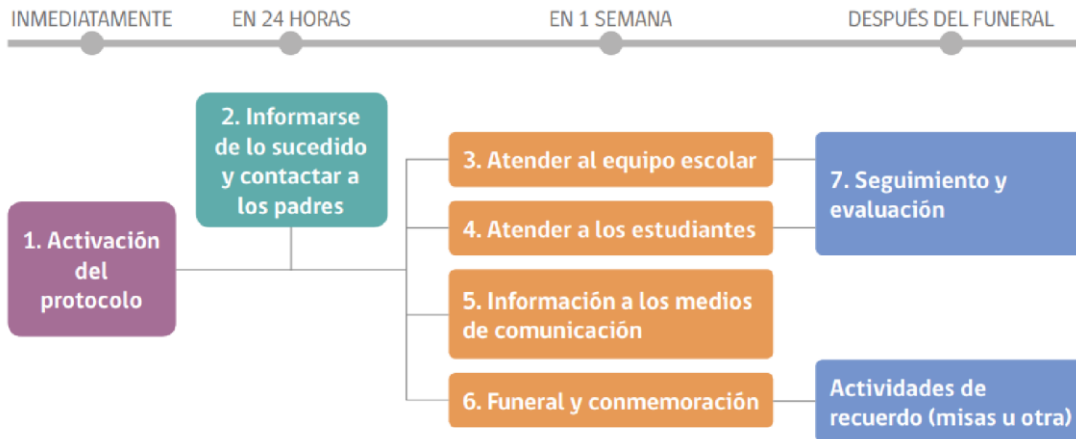 INMEDIATAMENTE
EN 24 HORAS
EN 1 SEMANA
DESPUÉS DEL FUNERAL
1. Activación
del
protocolo
2. Informarse
de lo sucedido
y contactar a
los padres
3. Atender al equipo escolar
4. Atender a los estudiantes
5. Información a los medios
de comunicación
6. Funeral y conmemoración
7. Seguimiento y
evaluación
Actividades de
recuerdo (misas u otra)